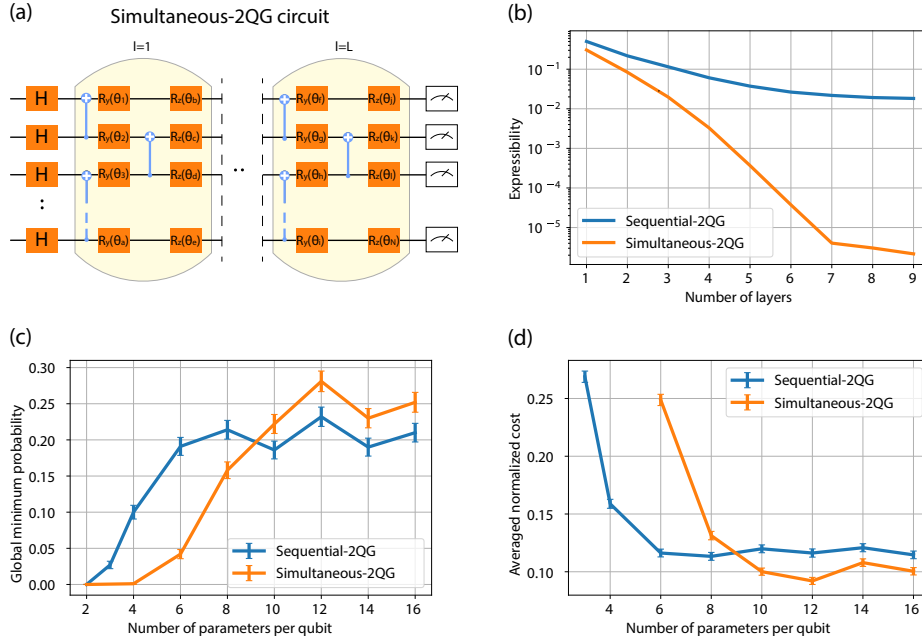 (a)
Simultaneous-2QG circuit
l=1
l=L
H Ry(θ1) Rz(θb) Ry(θf) Rz(θj)
H Ry(θ2) Rz(θc) Ry(θg) Rz(θk)
H Ry(θ3) Rz(θd) Ry(θh) Rz(θl)
:
..
H Ry(θa) Rz(θe) Ry(θi) Rz(θN)
(b)
Expressibility
10⁻¹
10⁻²
10⁻³
10⁻⁴
10⁻⁵
Sequential-2QG
Simultaneous-2QG
1 2 3 4 5 6 7 8 9
Number of layers
(c)
Global minimum probability
0.30
0.25
0.20
0.15
0.10
0.05
0.00
Sequential-2QG
Simultaneous-2QG
2 4 6 8 10 12 14 16
Number of parameters per qubit
(d)
Averaged normalized cost
0.25
0.20
0.15
0.10
Sequential-2QG
Simultaneous-2QG
4 6 8 10 12 14 16
Number of parameters per qubit